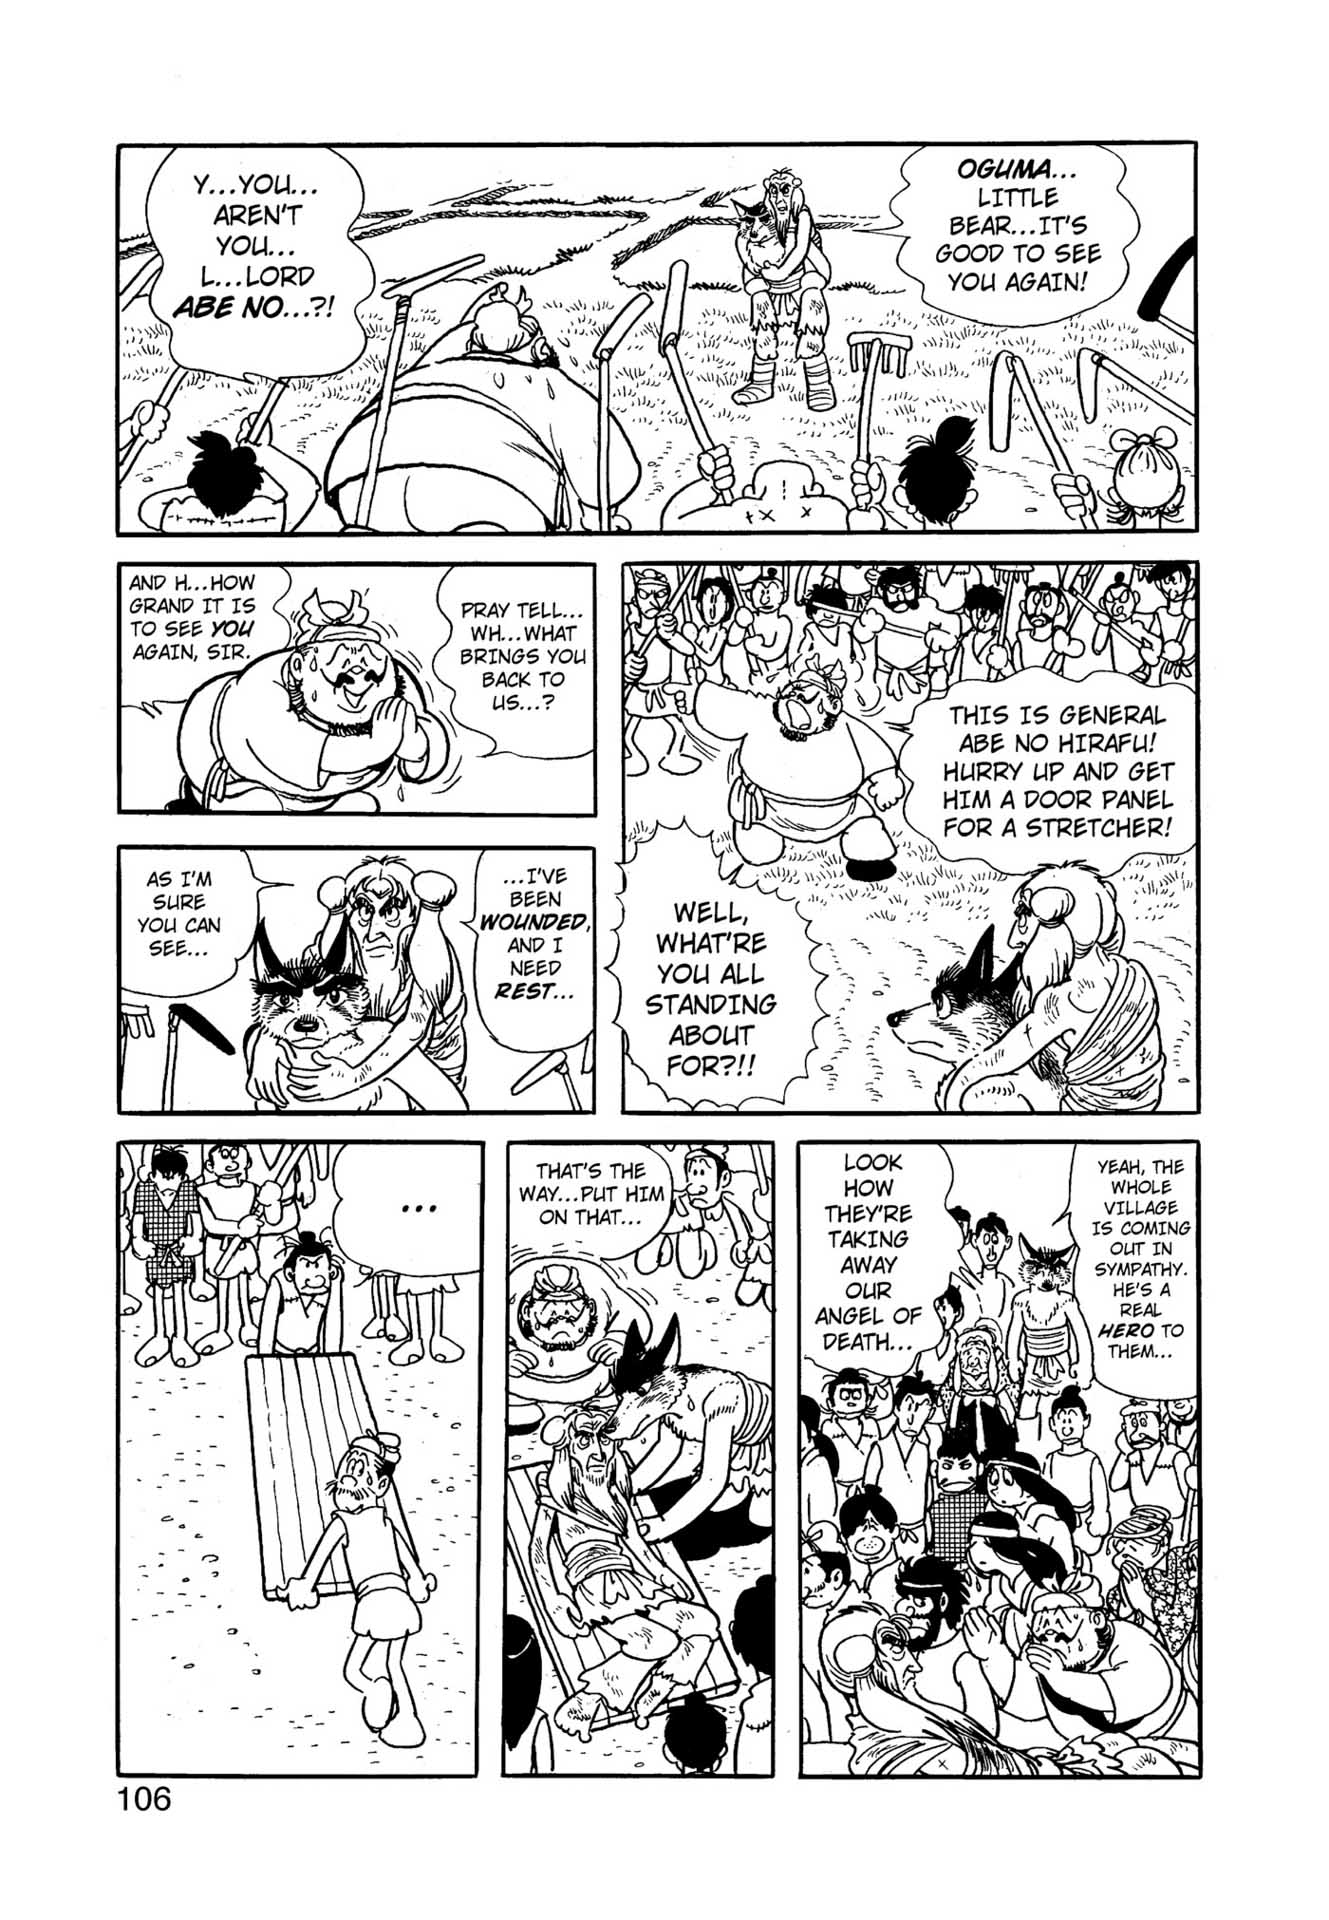 Y...YOU...
AREN'T
YOU...
L...LORD
ABE NO...?!
OGUMA...
LITTLE
BEAR...IT'S
GOOD TO SEE
YOU AGAIN!
AND H...HOW
GRAND IT IS
TO SEE YOU
AGAIN, SIR.
PRAY TELL...
WH...WHAT
BRINGS YOU
BACK TO
US...?
AS I'M
SURE
YOU CAN
SEE...
...I'VE
BEEN
WOUNDED,
AND I
NEED
REST...
THIS IS GENERAL
ABE NO HIRAFU!
HURRY UP AND GET
HIM A DOOR PANEL
FOR A STRETCHER!
WELL,
WHAT'RE
YOU ALL
STANDING
ABOUT
FOR?!!
...
THAT'S THE
WAY...PUT HIM
ON THAT...
LOOK
HOW
THEY'RE
TAKING
AWAY
OUR
ANGEL OF
DEATH...
YEAH, THE
WHOLE
VILLAGE
IS COMING
OUT IN
SYMPATHY.
HE'S A
REAL
HERO TO
THEM...
106